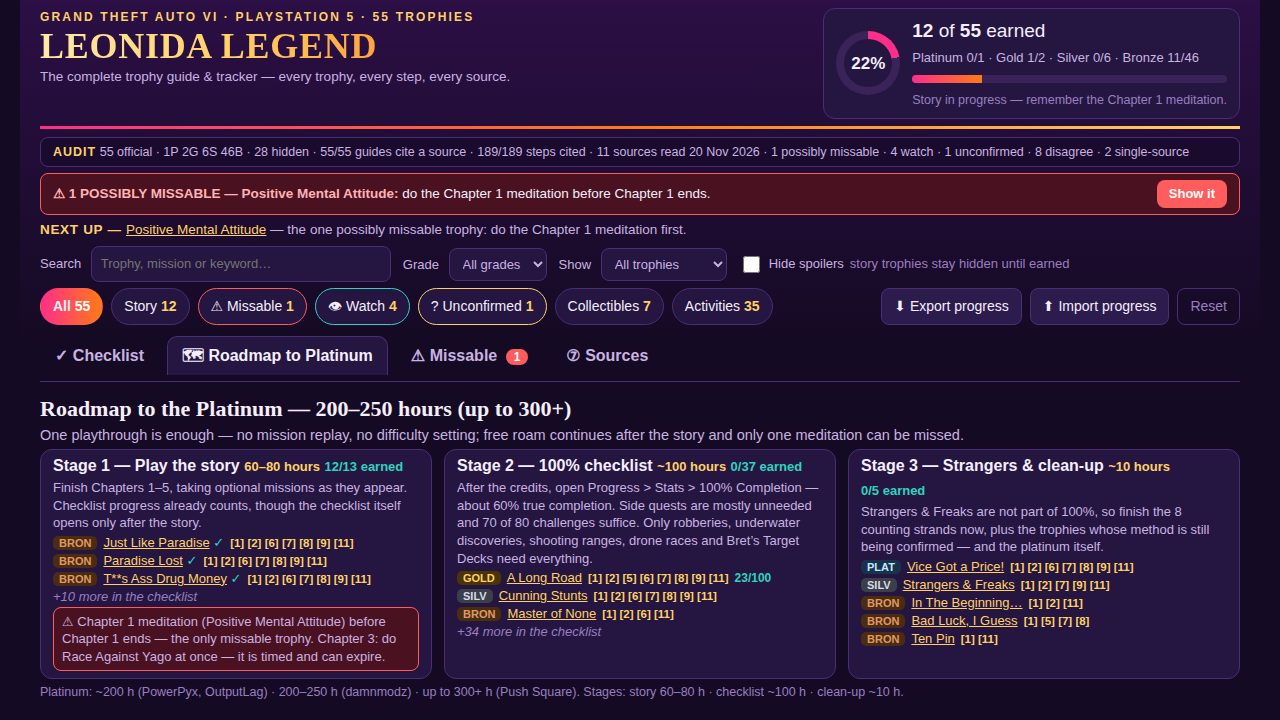 GRAND THEFT AUTO VI · PLAYSTATION 5 · 55 TROPHIES
LEONIDA LEGEND
The complete trophy guide & tracker — every trophy, every step, every source.
22%
12 of 55 earned
Platinum 0/1 · Gold 1/2 · Silver 0/6 · Bronze 11/46
Story in progress — remember the Chapter 1 meditation.
AUDIT 55 official · 1P 2G 6S 46B · 28 hidden · 55/55 guides cite a source · 189/189 steps cited · 11 sources read 20 Nov 2026 · 1 possibly missable · 4 watch · 1 unconfirmed · 8 disagree · 2 single-source
⚠ 1 POSSIBLY MISSABLE — Positive Mental Attitude: do the Chapter 1 meditation before Chapter 1 ends.
Show it
NEXT UP — Positive Mental Attitude — the one possibly missable trophy: do the Chapter 1 meditation first.
Search Trophy, mission or keyword… Grade All grades Show All trophies Hide spoilers story trophies stay hidden until earned
All 55 Story 12 ⚠ Missable 1 👁 Watch 4 ? Unconfirmed 1 Collectibles 7 Activities 35 ⬇ Export progress ⬆ Import progress Reset
✓ Checklist 🗺 Roadmap to Platinum ⚠ Missable 1 ⑦ Sources
Roadmap to the Platinum — 200–250 hours (up to 300+)
One playthrough is enough — no mission replay, no difficulty setting; free roam continues after the story and only one meditation can be missed.
Stage 1 — Play the story 60–80 hours 12/13 earned
Finish Chapters 1–5, taking optional missions as they appear.
Checklist progress already counts, though the checklist itself
opens only after the story.
BRON Just Like Paradise ✓ [1] [2] [6] [7] [8] [9] [11]
BRON Paradise Lost ✓ [1] [2] [6] [7] [8] [9] [11]
BRON T**s Ass Drug Money ✓ [1] [2] [6] [7] [8] [9] [11]
+10 more in the checklist
⚠ Chapter 1 meditation (Positive Mental Attitude) before
Chapter 1 ends — the only missable trophy. Chapter 3: do
Race Against Yago at once — it is timed and can expire.
Stage 2 — 100% checklist ~100 hours 0/37 earned
After the credits, open Progress > Stats > 100% Completion —
about 60% true completion. Side quests are mostly unneeded
and 70 of 80 challenges suffice. Only robberies, underwater
discoveries, shooting ranges, drone races and Bret's Target
Decks need everything.
GOLD A Long Road [1] [2] [5] [6] [7] [8] [9] [11] 23/100
SILV Cunning Stunts [1] [2] [6] [7] [8] [9] [11]
BRON Master of None [1] [2] [6] [11]
+34 more in the checklist
Stage 3 — Strangers & clean-up ~10 hours
0/5 earned
Strangers & Freaks are not part of 100%, so finish the 8
counting strands now, plus the trophies whose method is still
being confirmed — and the platinum itself.
PLAT Vice Got a Price! [1] [2] [6] [7] [8] [9] [11]
SILV Strangers & Freaks [1] [2] [7] [9] [11]
BRON In The Beginning… [1] [2] [11]
BRON Bad Luck, I Guess [1] [5] [7] [8]
BRON Ten Pin [1] [11]
Platinum: ~200 h (PowerPyx, OutputLag) · 200–250 h (damnmodz) · up to 300+ h (Push Square). Stages: story 60–80 h · checklist ~100 h · clean-up ~10 h.